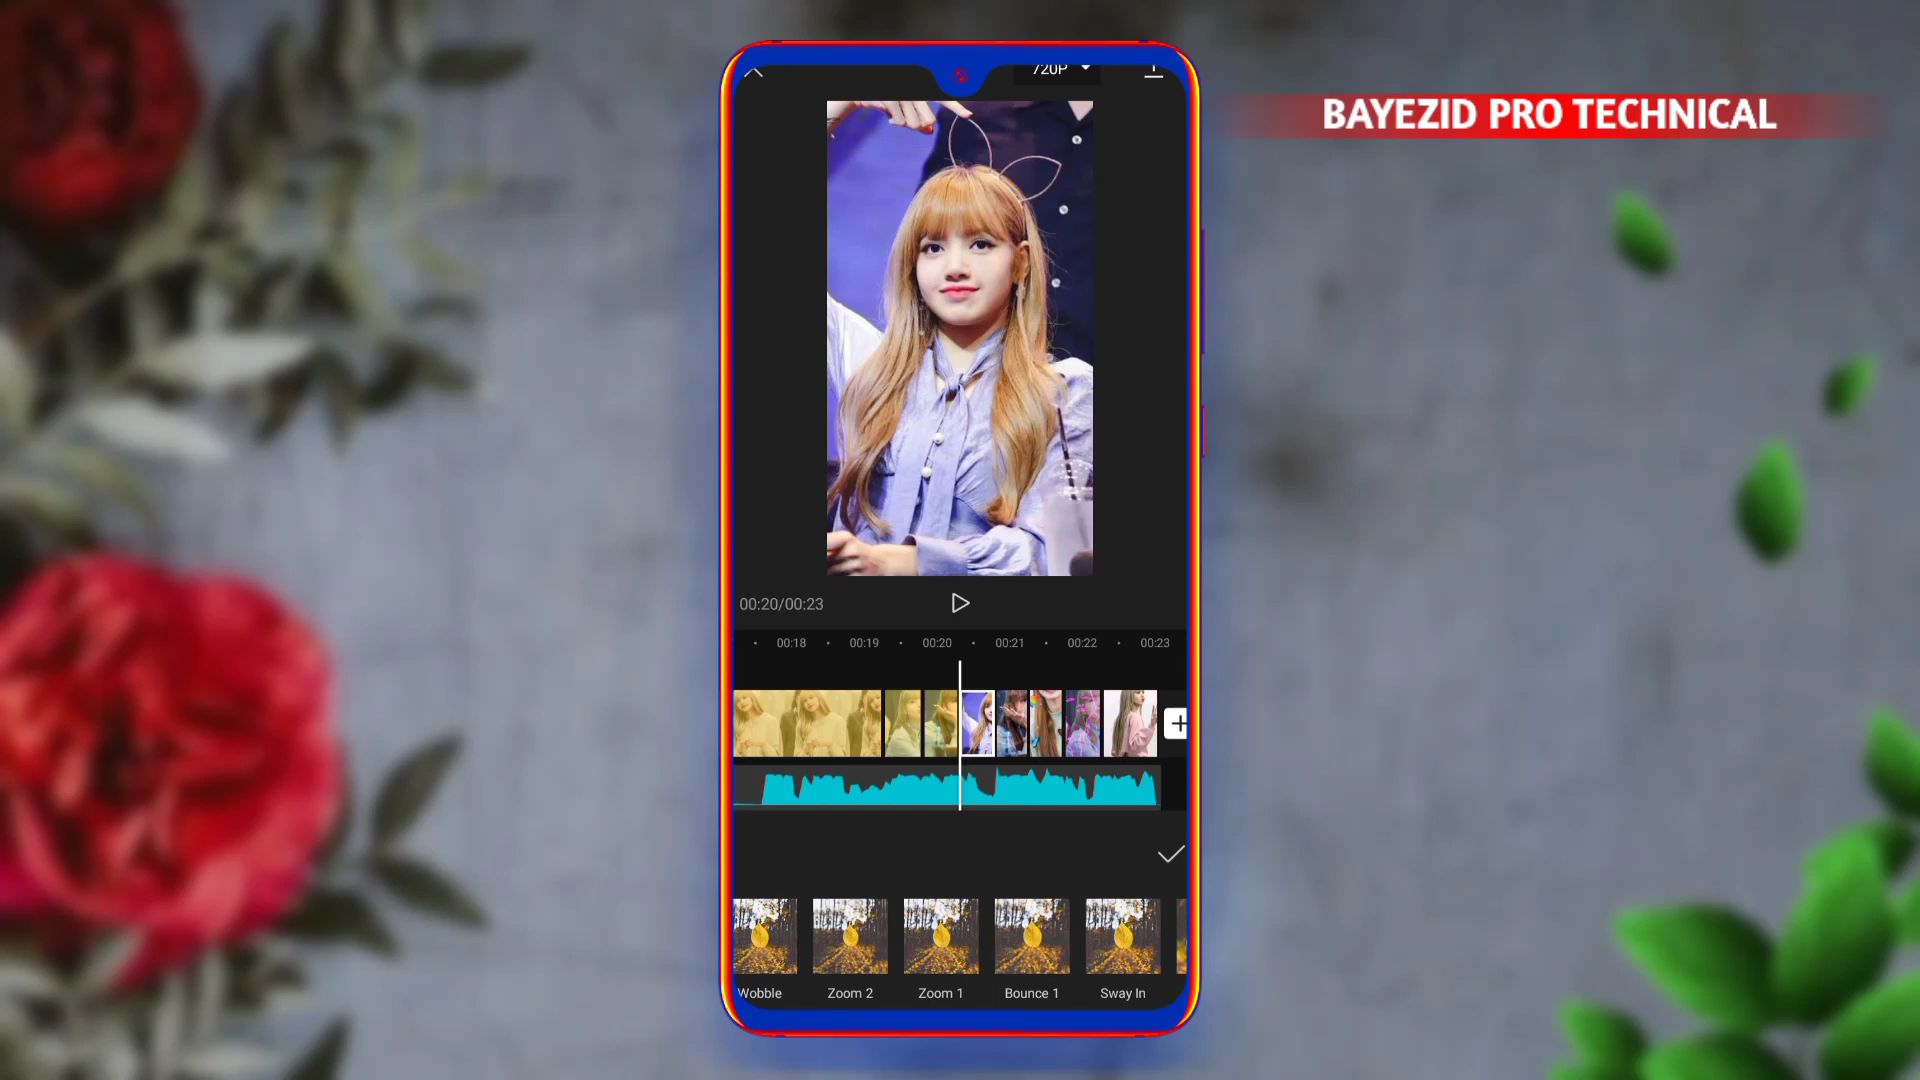 720P
BAYEZID PRO TECHNICAL
00:20/00:23
00:18 00:19 00:20 00:21 00:22 00:23
Wobble Zoom 2 Zoom 1 Bounce 1 Sway In